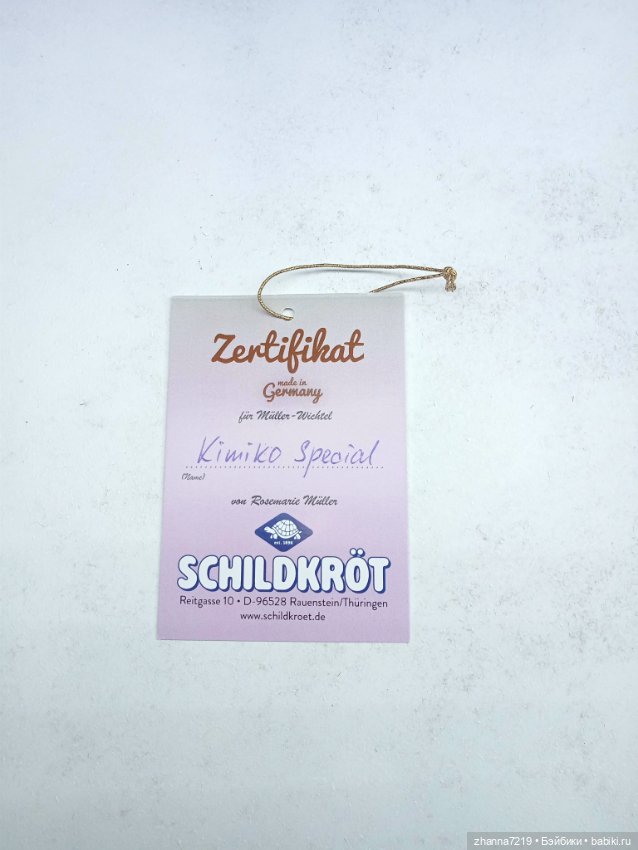 Zertifikat
made in
Germany
für Müller-Wichtel
Kimiko Special
(Name)
von Rosemarie Müller
est. 1896
SCHILDKRÖT
Reitgasse 10 • D-96528 Rauenstein/Thüringen
www.schildkroet.de
zhanna7219 • Бэйбики • babiki.ru